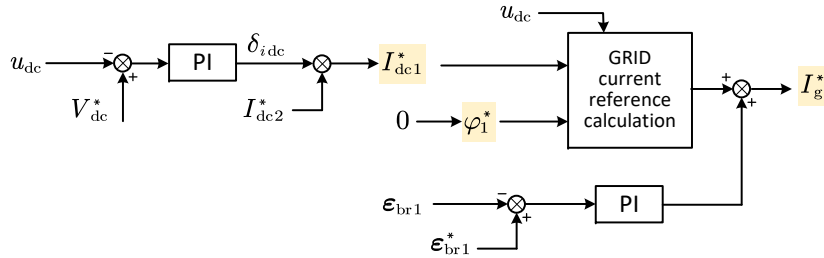 u_dc
− +
V*_dc
PI
δ_idc
I*_dc2
I*_dc1
u_dc
0
φ*_1
GRID
current
reference
calculation
+ +
I*_g
ε_br1
− +
ε*_br1
PI